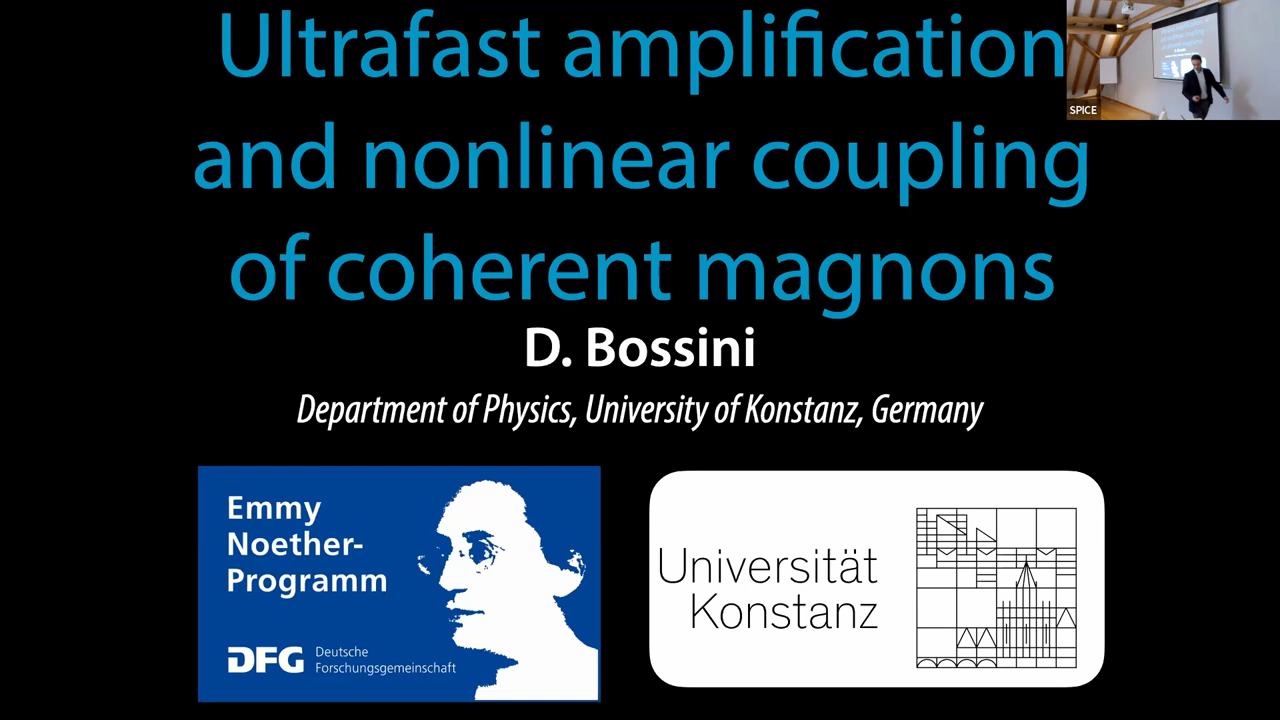 Ultrafast amplification
and nonlinear coupling
of coherent magnons
D. Bossini
Department of Physics, University of Konstanz, Germany
SPICE
Emmy
Noether-
Programm
DFG Deutsche
Forschungsgemeinschaft
Universität
Konstanz